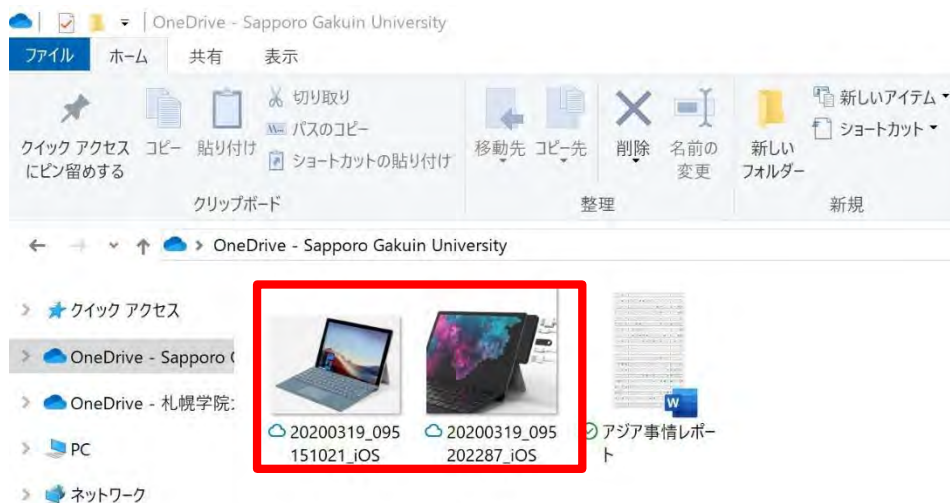 OneDrive - Sapporo Gakuin University
ファイル ホーム 共有 表示
クイック アクセス
にピン留めする
コピー
貼り付け
切り取り
パスのコピー
ショートカットの貼り付け
クリップボード
移動先
コピー先
削除
名前の
変更
整理
新しい
フォルダー
新しいアイテム
ショートカット
新規
OneDrive - Sapporo Gakuin University
クイック アクセス
OneDrive - Sapporo
OneDrive - 札幌学院
PC
ネットワーク
20200319_095
151021_iOS
20200319_095
202287_iOS
アジア事情レポー
ト